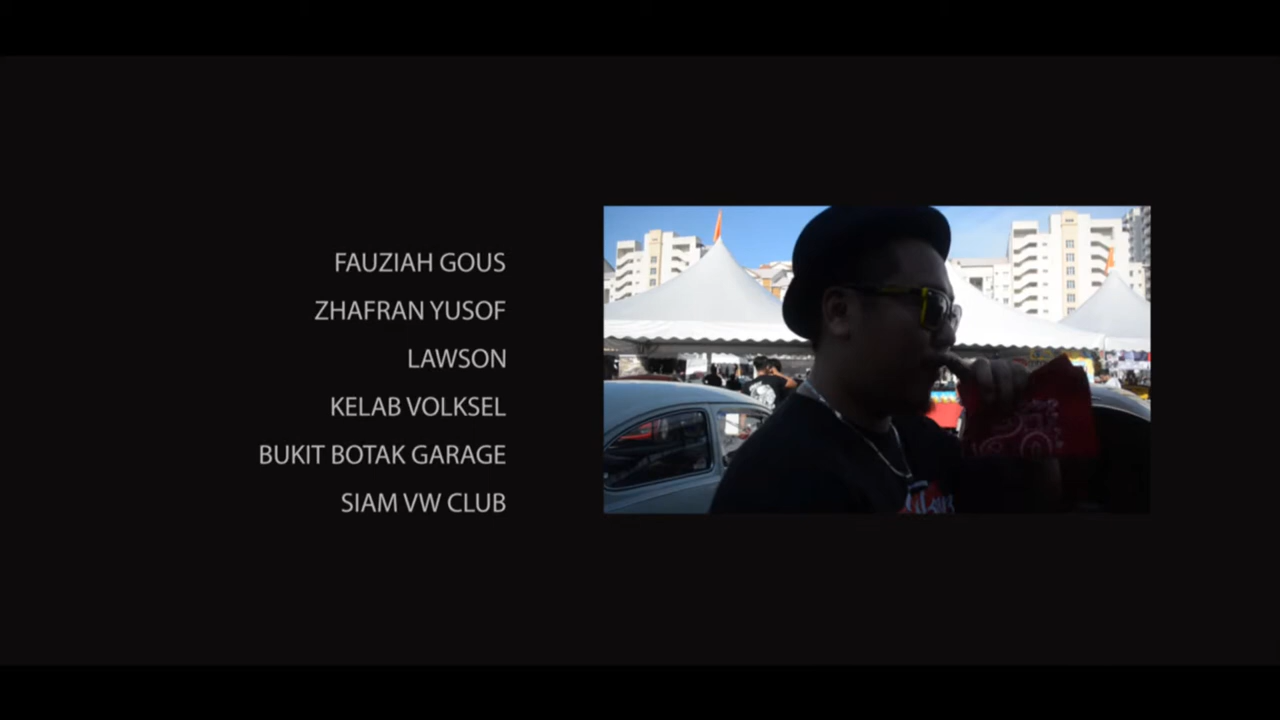 FAUZIAH GOUS
ZHAFRAN YUSOF
LAWSON
KELAB VOLKSEL
BUKIT BOTAK GARAGE
SIAM VW CLUB